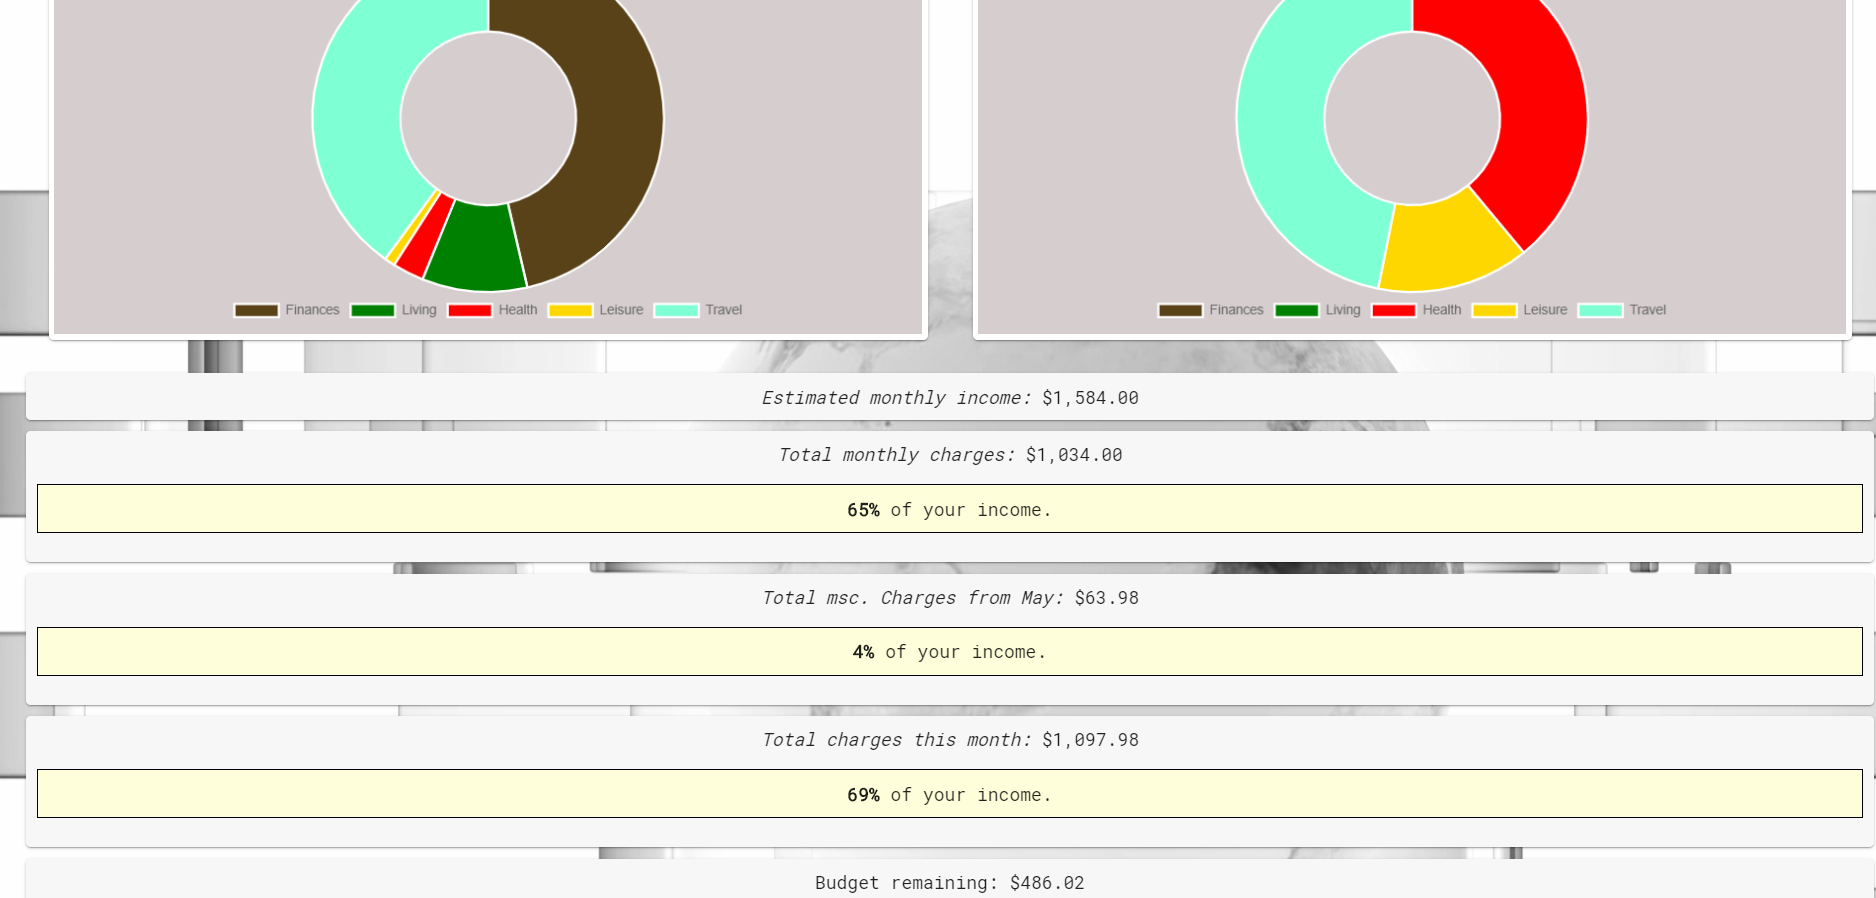 Finances Living Health Leisure Travel
Finances Living Health Leisure Travel
Estimated monthly income: $1,584.00
Total monthly charges: $1,034.00
65% of your income.
Total msc. Charges from May: $63.98
4% of your income.
Total charges this month: $1,097.98
69% of your income.
Budget remaining: $486.02